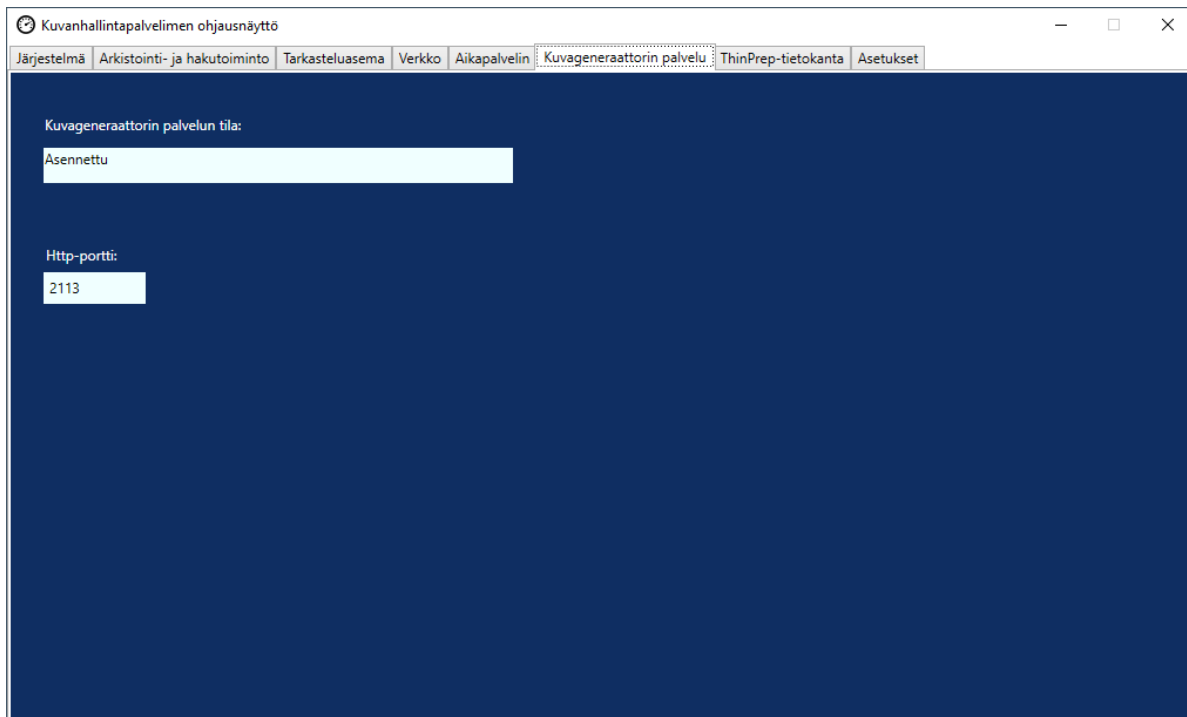 Kuvanhallintapalvelimen ohjausnäyttö
Järjestelmä Arkistointi- ja hakutoiminto Tarkasteluasema Verkko Aikapalvelin Kuvageneraattorin palvelu ThinPrep-tietokanta Asetukset
Kuvageneraattorin palvelun tila:
Asennettu
Http-portti:
2113